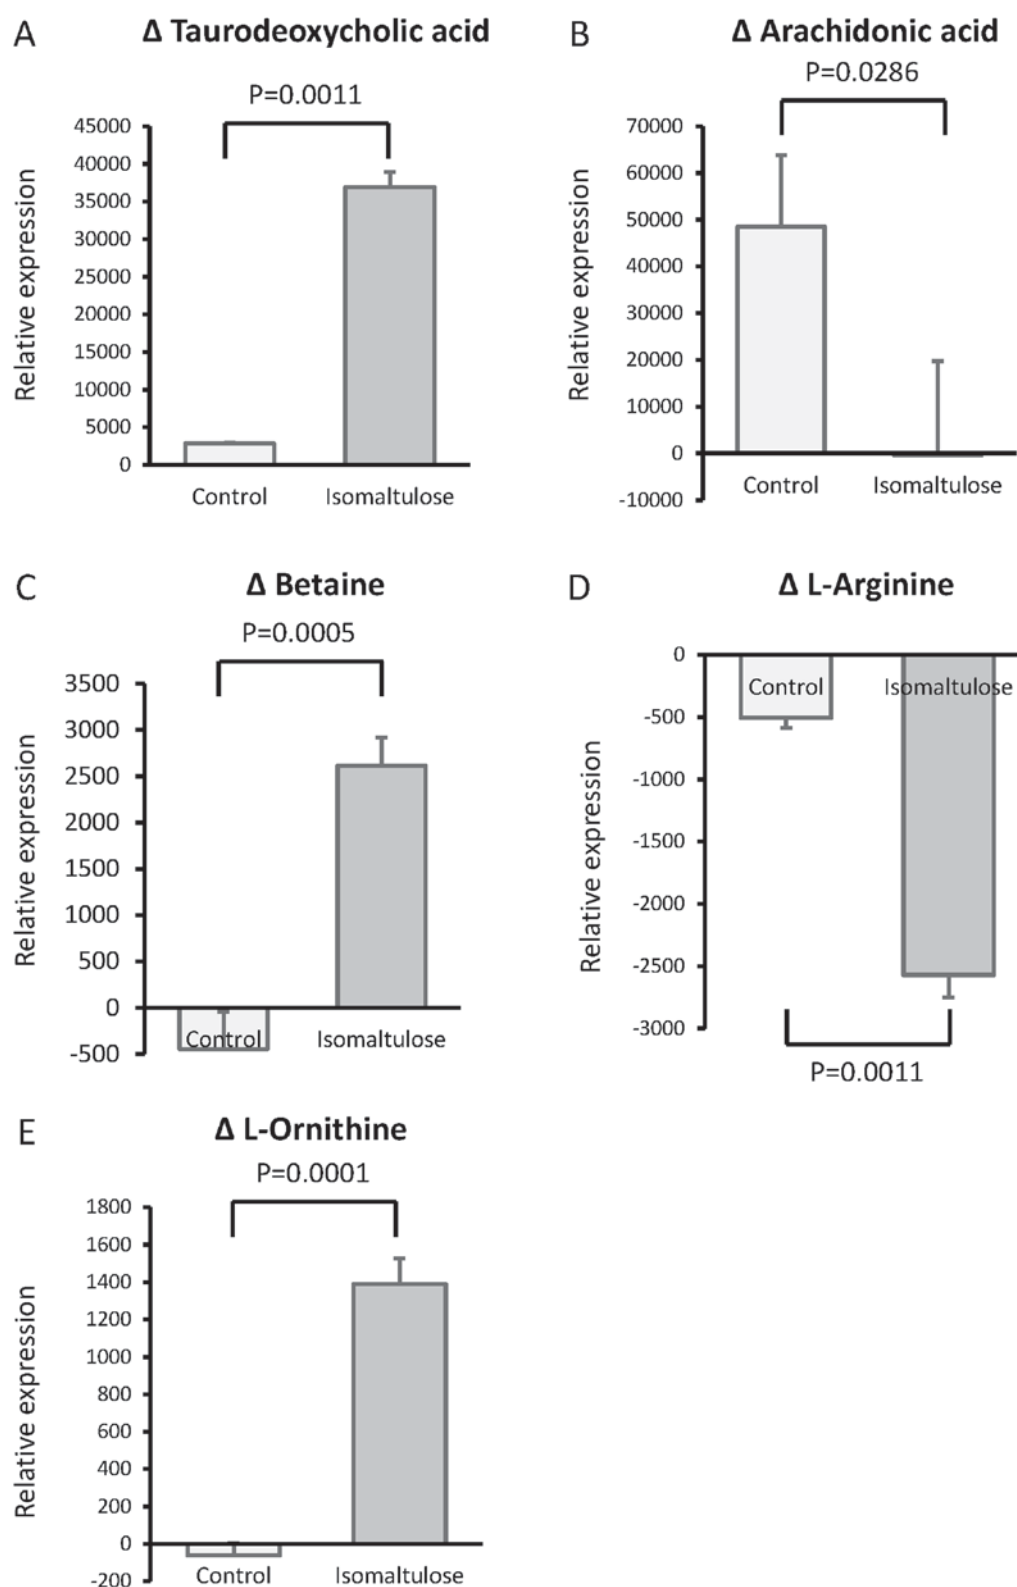 A
Δ Taurodeoxycholic acid
P=0.0011
Relative expression
45000
40000
35000
30000
25000
20000
15000
10000
5000
0
Control
Isomaltulose
B
Δ Arachidonic acid
P=0.0286
Relative expression
70000
60000
50000
40000
30000
20000
10000
0
-10000
Control
Isomaltulose
C
Δ Betaine
P=0.0005
Relative expression
3500
3000
2500
2000
1500
1000
500
0
-500
Control
Isomaltulose
D
Δ L-Arginine
Relative expression
0
-500
-1000
-1500
-2000
-2500
-3000
Control
Isomaltulose
P=0.0011
E
Δ L-Ornithine
P=0.0001
Relative expression
1800
1600
1400
1200
1000
800
600
400
200
0
-200
Control
Isomaltulose